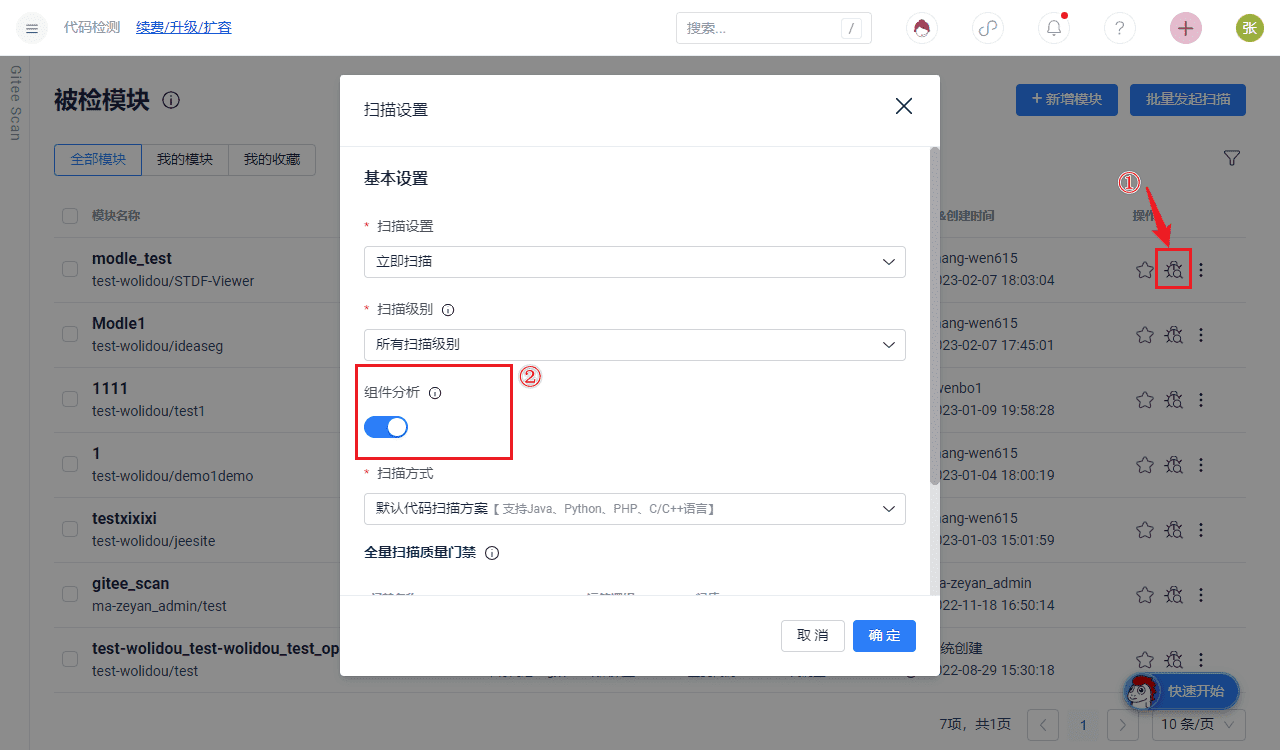 代码检测 续费/升级/扩容 搜索... / ? + 张
Gitee Scan
被检模块
+ 新增模块 批量发起扫描
全部模块 我的模块 我的收藏
①
模块名称 &创建时间 操作
modle_test ang-wen615
test-wolidou/STDF-Viewer 023-02-07 18:03:04
Modle1 ang-wen615
test-wolidou/ideaseg 023-02-07 17:45:01
1111 wenbo1
test-wolidou/test1 023-01-09 19:58:28
1 ang-wen615
test-wolidou/demo1demo 023-01-04 18:00:19
testxixixi ang-wen615
test-wolidou/jeesite 023-01-03 15:01:59
gitee_scan a-zeyan_admin
ma-zeyan_admin/test 022-11-18 16:50:14
test-wolidou_test-wolidou_test_op 统创建
test-wolidou/test 022-08-29 15:30:18
快速开始
7项，共1页 1 10 条/页
扫描设置
基本设置
* 扫描设置
立即扫描
* 扫描级别
所有扫描级别
②
组件分析
* 扫描方式
默认代码扫描方案【 支持Java、Python、PHP、C/C++语言】
全量扫描质量门禁
取 消 确 定